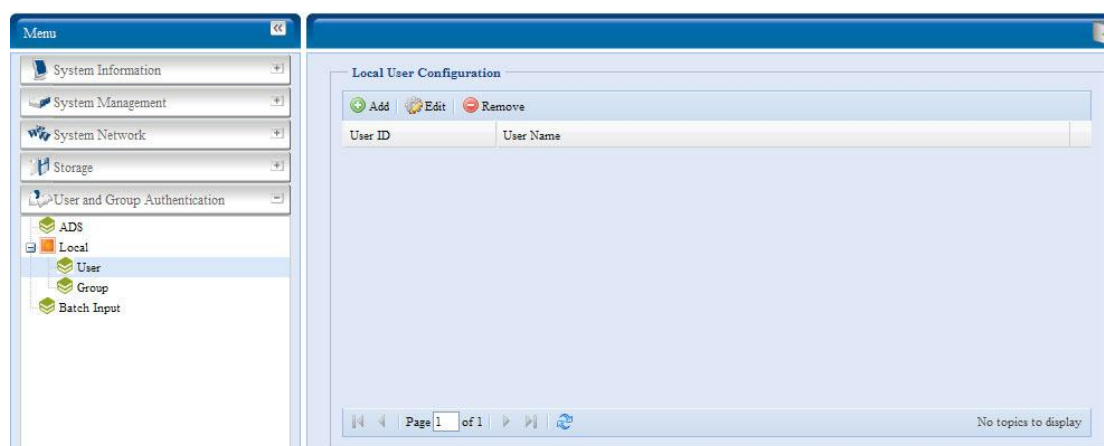 Menu
System Information
System Management
System Network
Storage
User and Group Authentication
ADS
Local
User
Group
Batch Input
Local User Configuration
Add Edit Remove
User ID User Name
Page 1 of 1 No topics to display